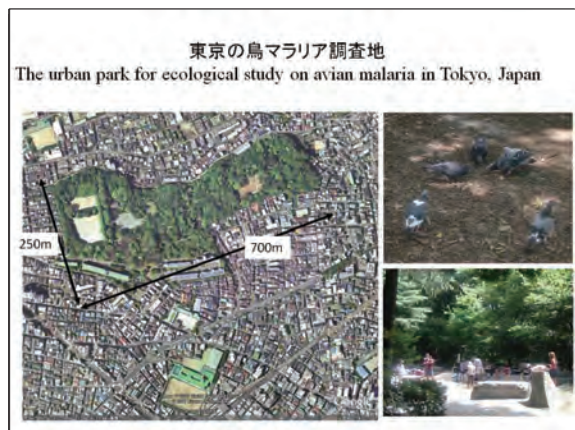 東京の鳥マラリア調査地
The urban park for ecological study on avian malaria in Tokyo, Japan
250m
700m